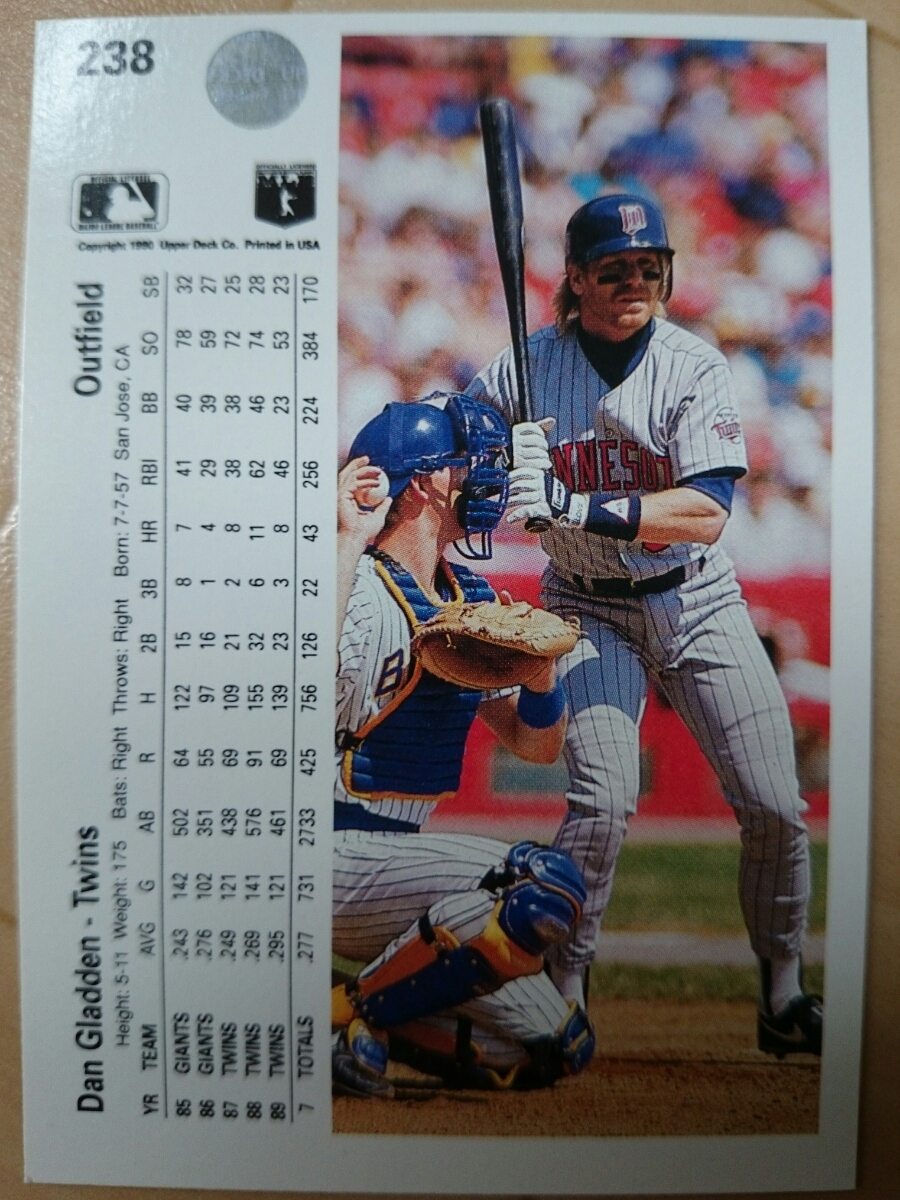 238
Copyright 1990 Upper Deck Co. Printed in USA
Dan Gladden - Twins Outfield
Height: 5-11 Weight: 175 Bats: Right Throws: Right Born: 7-7-57 San Jose, CA
YR TEAM AVG G AB R H 2B 3B HR RBI BB SO SB
85 GIANTS .243 142 502 64 122 15 8 7 41 40 78 32
86 GIANTS .276 102 351 55 97 16 1 4 29 39 59 27
87 TWINS .249 121 438 69 109 21 2 8 38 38 72 25
88 TWINS .269 141 576 91 155 32 6 11 62 46 74 28
89 TWINS .295 121 461 69 139 23 3 8 46 23 53 23
7 TOTALS .277 731 2733 425 756 126 22 43 256 224 384 170
NNESOT
B